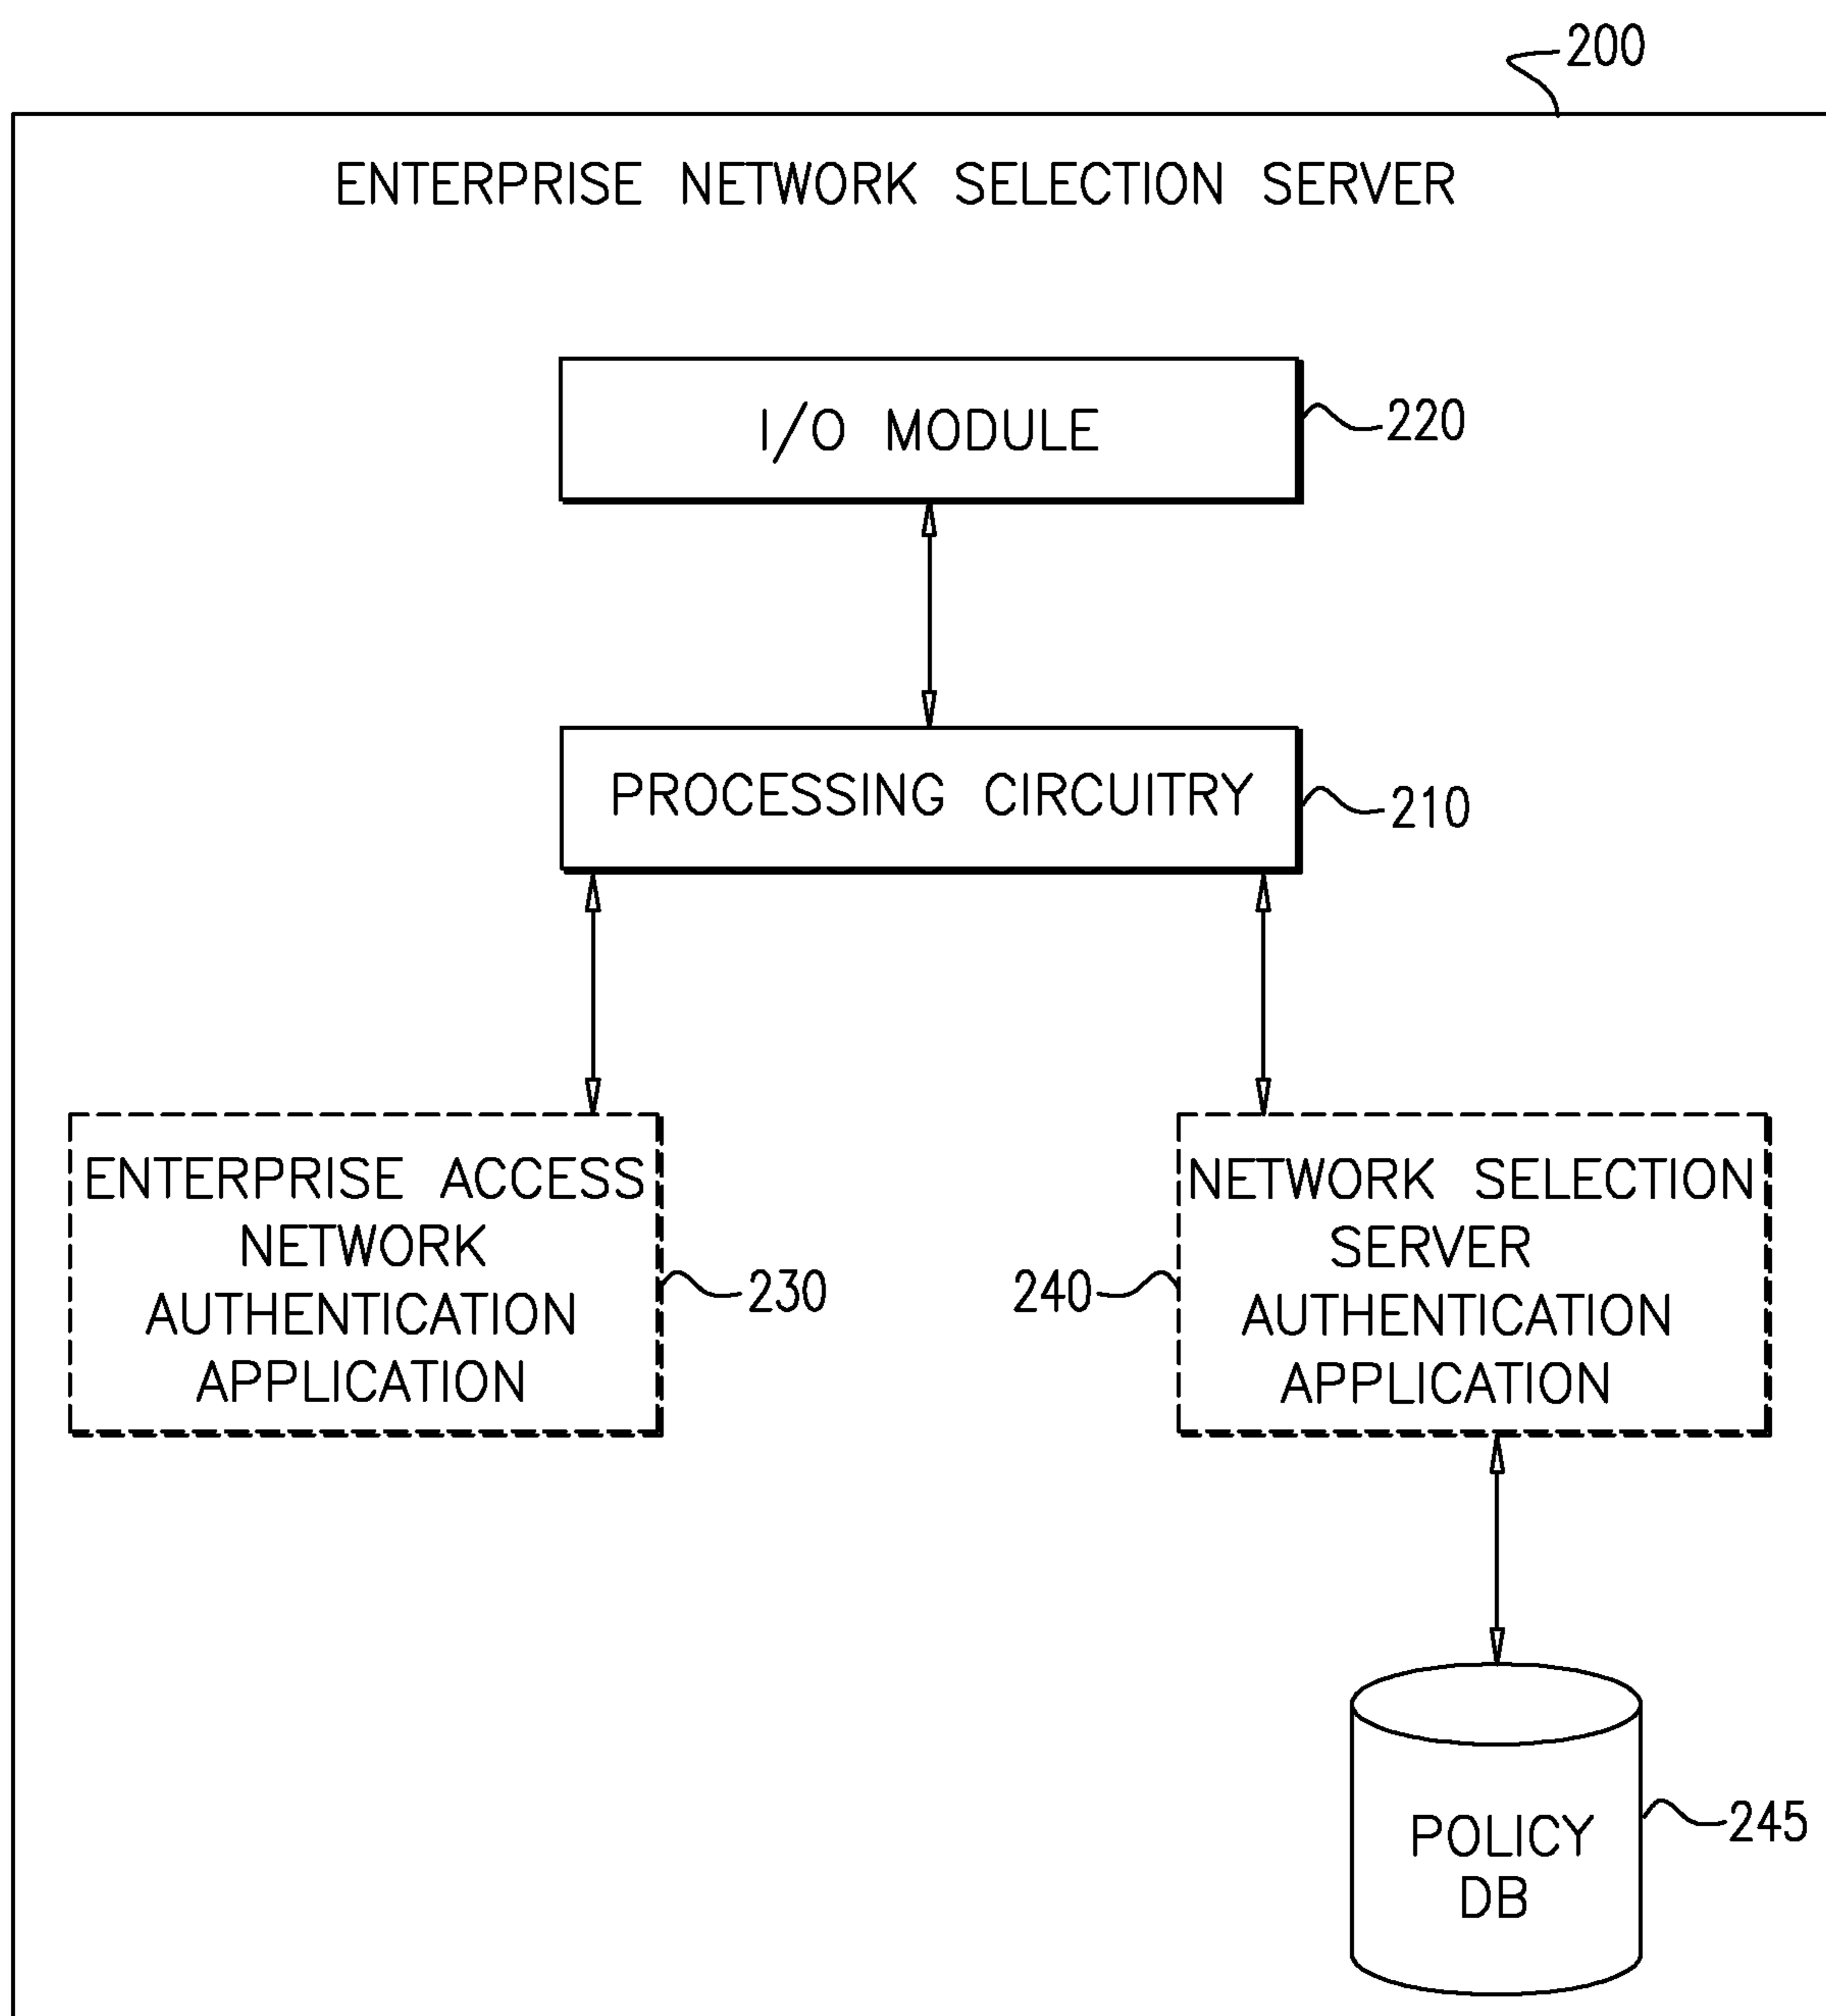 200
ENTERPRISE NETWORK SELECTION SERVER
I/O MODULE
220
PROCESSING CIRCUITRY
210
ENTERPRISE ACCESS
NETWORK
AUTHENTICATION
APPLICATION
230
240
NETWORK SELECTION
SERVER
AUTHENTICATION
APPLICATION
POLICY
DB
245